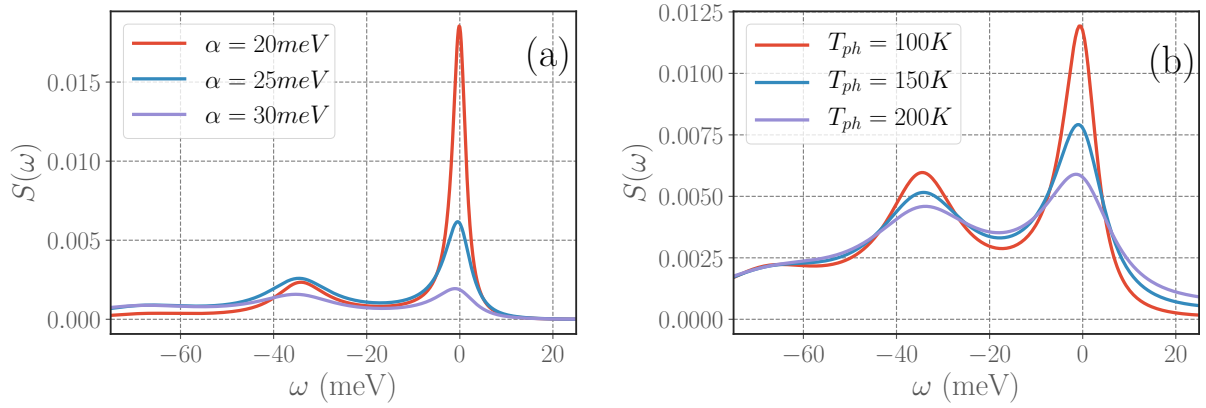 α = 20meV
α = 25meV
α = 30meV
(a)
0.015
0.010
0.005
0.000
S(ω)
−60 −40 −20 0 20
ω (meV)
T_ph = 100K
T_ph = 150K
T_ph = 200K
(b)
0.0125
0.0100
0.0075
0.0050
0.0025
0.0000
S(ω)
−60 −40 −20 0 20
ω (meV)